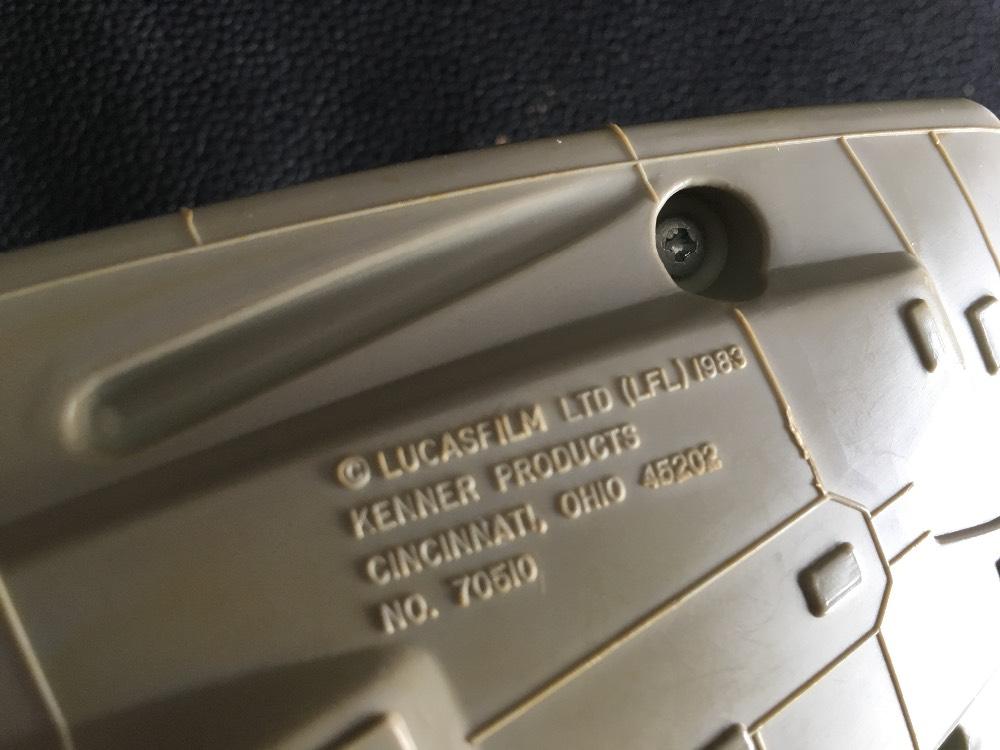 © LUCASFILM LTD (LFL) 1983
KENNER PRODUCTS
CINCINNATI, OHIO 45202
NO. 70510